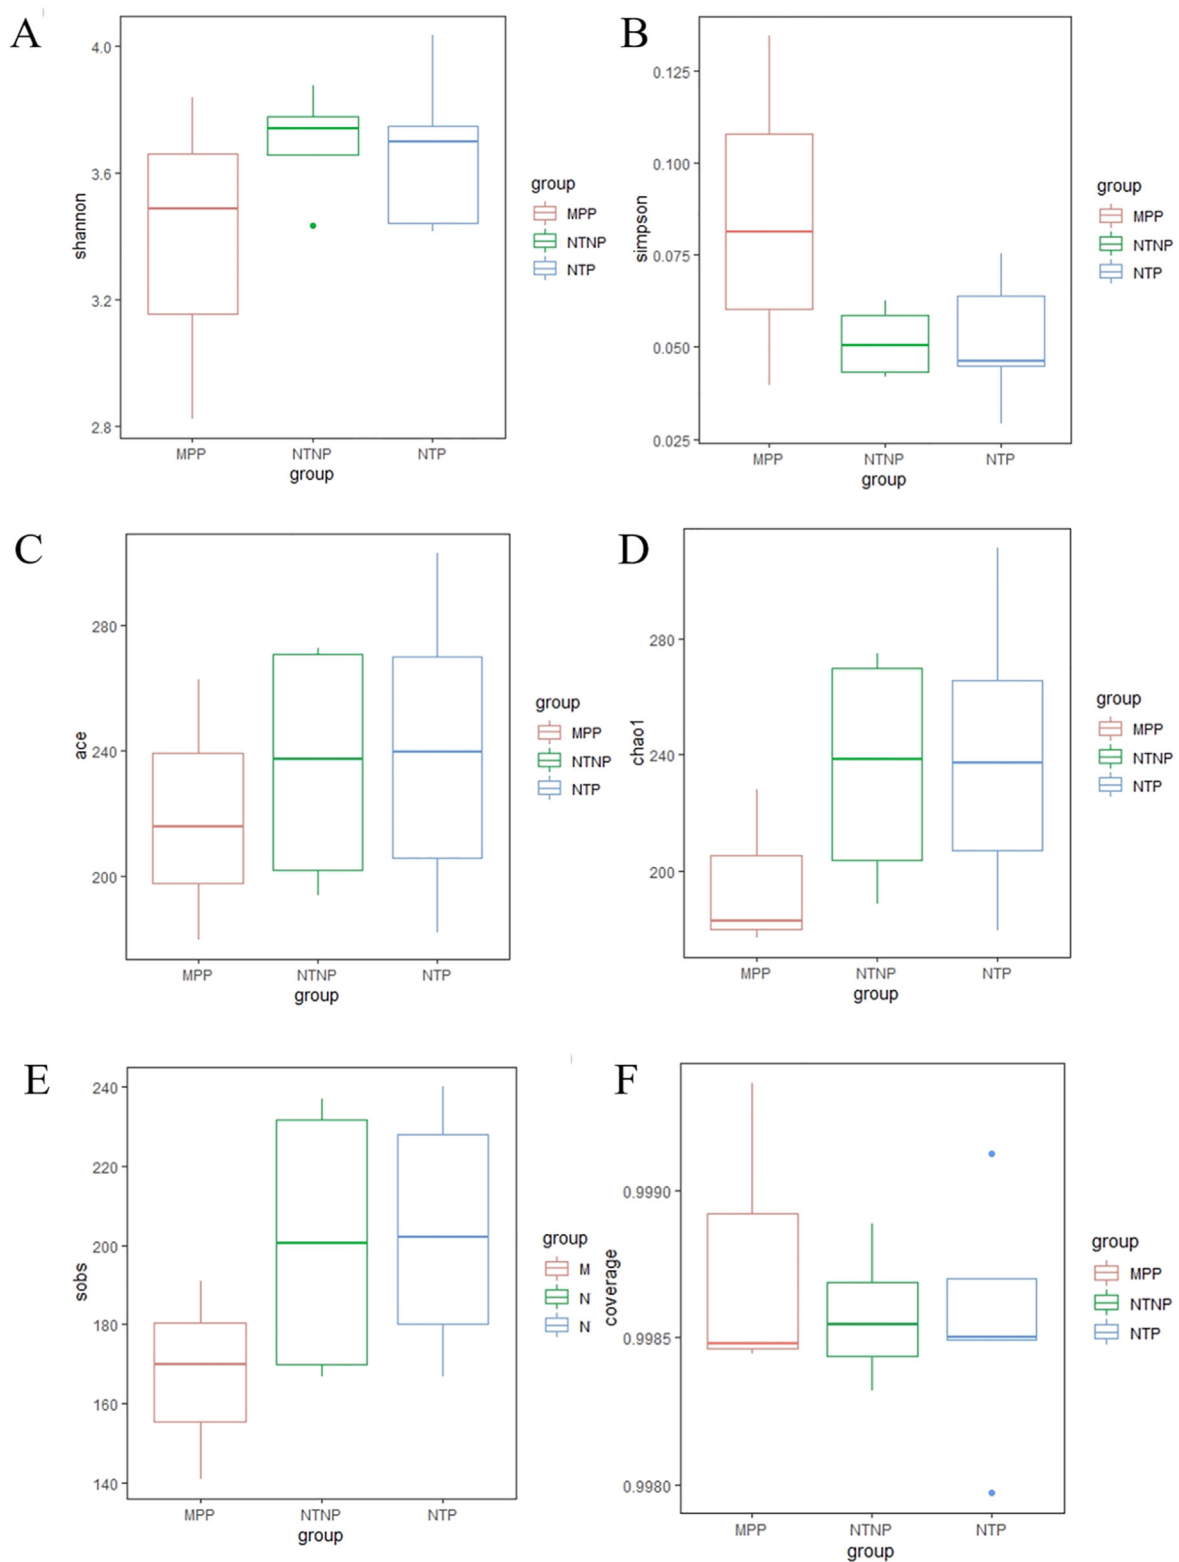 A
shannon
4.0
3.6
3.2
2.8
MPP NTNP NTP
group
group
MPP
NTNP
NTP
B
simpson
0.125
0.100
0.075
0.050
0.025
MPP NTNP NTP
group
group
MPP
NTNP
NTP
C
ace
280
240
200
MPP NTNP NTP
group
group
MPP
NTNP
NTP
D
chao1
280
240
200
MPP NTNP NTP
group
group
MPP
NTNP
NTP
E
sobs
240
220
200
180
160
140
MPP NTNP NTP
group
group
M
N
N
F
coverage
0.9990
0.9985
0.9980
MPP NTNP NTP
group
group
MPP
NTNP
NTP